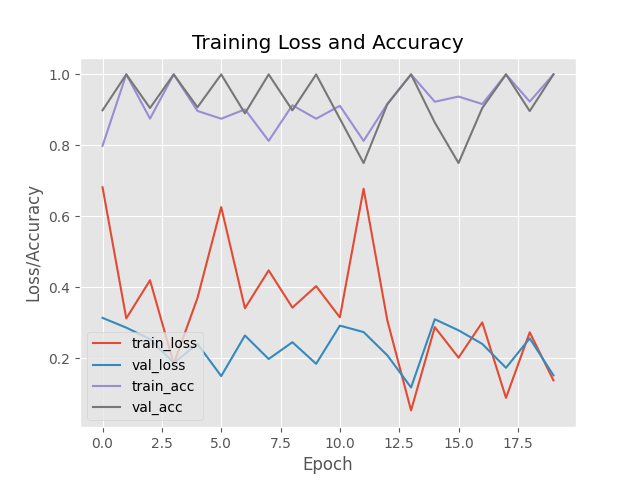 Training Loss and Accuracy
1.0
0.8
0.6
0.4
0.2
Loss/Accuracy
train_loss
val_loss
train_acc
val_acc
0.0 2.5 5.0 7.5 10.0 12.5 15.0 17.5
Epoch